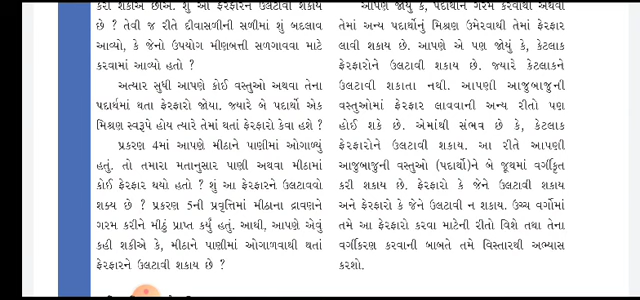 કરી શકાઇએ છીએ. શું આ ફેરફારને ઉલટાવી શકાય
છે ? તેવી જ રીતે દીવાસળીની સળીમાં શું બદલાવ
આવ્યો, કે જેનો ઉપયોગ મીણબત્તી સળગાવવા માટે
કરવામાં આવ્યો હતો ?
અત્યાર સુધી આપણે કોઈ વસ્તુઓ અથવા તેના
પદાર્થમાં થતા ફેરફારો જોયા. જ્યારે બે પદાર્થો એક
મિશ્રણ સ્વરૂપે હોય ત્યારે તેમાં થતાં ફેરફારો કેવા હશે ?
પ્રકરણ 4માં આપણે મીઠાને પાણીમાં ઓગાળ્યું
હતું. તો તમારા મતાનુસાર પાણી અથવા મીઠામાં
કોઈ ફેરફાર થયો હતો ? શું આ ફેરફારને ઉલટાવવો
શક્ય છે ? પ્રકરણ 5ની પ્રવૃત્તિમાં મીઠાના દ્રાવણને
ગરમ કરીને મીઠું પ્રાપ્ત કર્યું હતું. આથી, આપણે એવું
કહી શકીએ કે, મીઠાને પાણીમાં ઓગાળવાથી થતાં
ફેરફારને ઉલટાવી શકાય છે ?
આપણે જોયું કે, પદાર્થોને ગરમ કરવાથી અથવા
તેમાં અન્ય પદાર્થોનું મિશ્રણ ઉમેરવાથી તેમાં ફેરફાર
લાવી શકાય છે. આપણે એ પણ જોયું કે, કેટલાક
ફેરફારોને ઉલટાવી શકાય છે. જ્યારે કેટલાકને
ઉલટાવી શકાતા નથી. આપણી આજુબાજુની
વસ્તુઓમાં ફેરફાર લાવવાની અન્ય રીતો પણ
હોઈ શકે છે. એમાંથી સંભવ છે કે, કેટલાક
ફેરફારોને ઉલટાવી શકાય. આ રીતે આપણી
આજુબાજુની વસ્તુઓ (પદાર્થો)ને બે જૂથમાં વર્ગીકૃત
કરી શકાય છે. ફેરફારો કે જેને ઉલટાવી શકાય
અને ફેરફારો કે જેને ઉલટાવી ન શકાય. ઉચ્ચ વર્ગોમાં
તમે આ ફેરફારો કરવા માટેની રીતો વિશે તથા તેના
વર્ગીકરણ કરવાની બાબતે તમે વિસ્તારથી અભ્યાસ
કરશો.